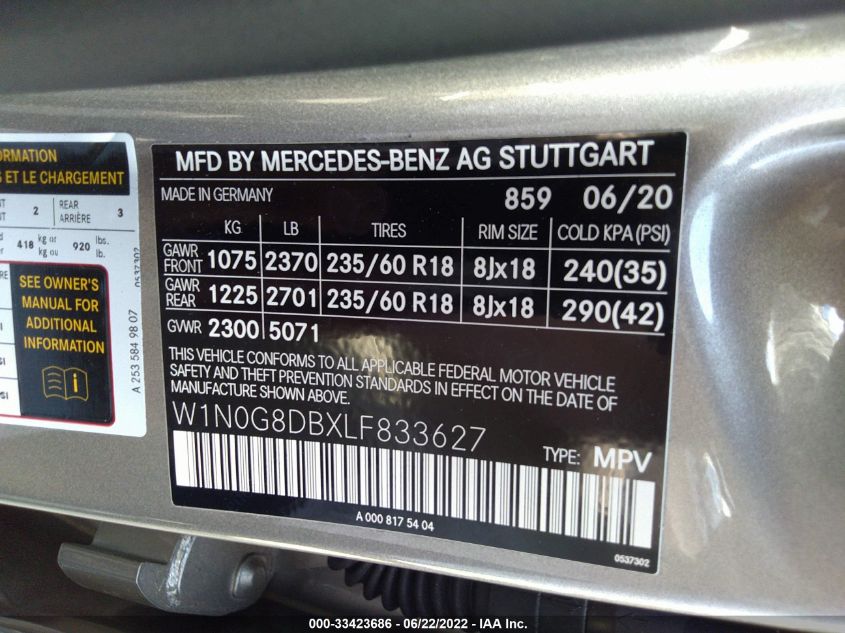 ORMATION
ET LE CHARGEMENT
2 REAR ARRIÈRE 3
418 kg or kg ou 920 lbs. lb.
SEE OWNER'S
MANUAL FOR
ADDITIONAL
INFORMATION
A 253 584 98 07
0537302
MFD BY MERCEDES-BENZ AG STUTTGART
MADE IN GERMANY 859 06/20
KG LB TIRES RIM SIZE COLD KPA(PSI)
GAWR FRONT 1075 2370 235/60 R18 8Jx18 240(35)
GAWR REAR 1225 2701 235/60 R18 8Jx18 290(42)
GWR 2300 5071
THIS VEHICLE CONFORMS TO ALL APPLICABLE FEDERAL MOTOR VEHICLE
SAFETY AND THEFT PREVENTION STANDARDS IN EFFECT ON THE DATE OF
MANUFACTURE SHOWN ABOVE.
W1N0G8DBXLF833627
TYPE: MPV
A 000 817 54 04
0537302
000-33423686 - 06/22/2022 - IAA Inc.